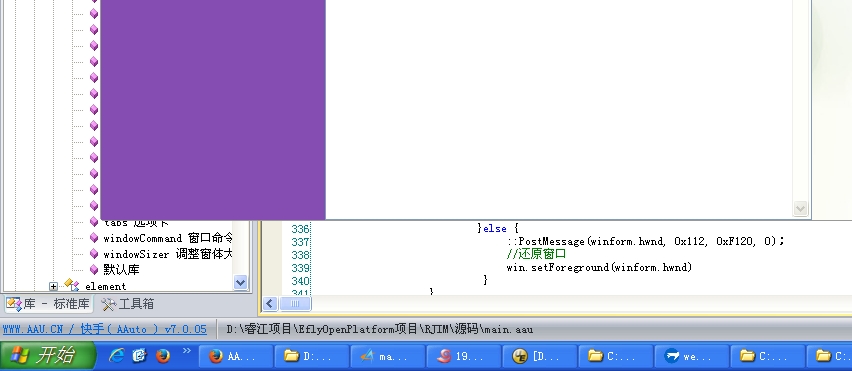 tabs 选项卡
windowCommand 窗口命令
windowSizer 调整窗体大
默认库
element
库 - 标准库
工具箱
336 }else {
337 ::PostMessage(winform.hwnd, 0x112, 0xF120, 0);
338 //还原窗口
339 win.setForeground(winform.hwnd)
340 }
341 }
WWW.AAU.CN / 快手( AAuto ) v7.0.05
D:\睿江项目\EflyOpenPlatform项目\RJIM\源码\main.aau
开始
»
AA...
D:...
ma...
19...
[D...
C:...
we...
C:...
C:.